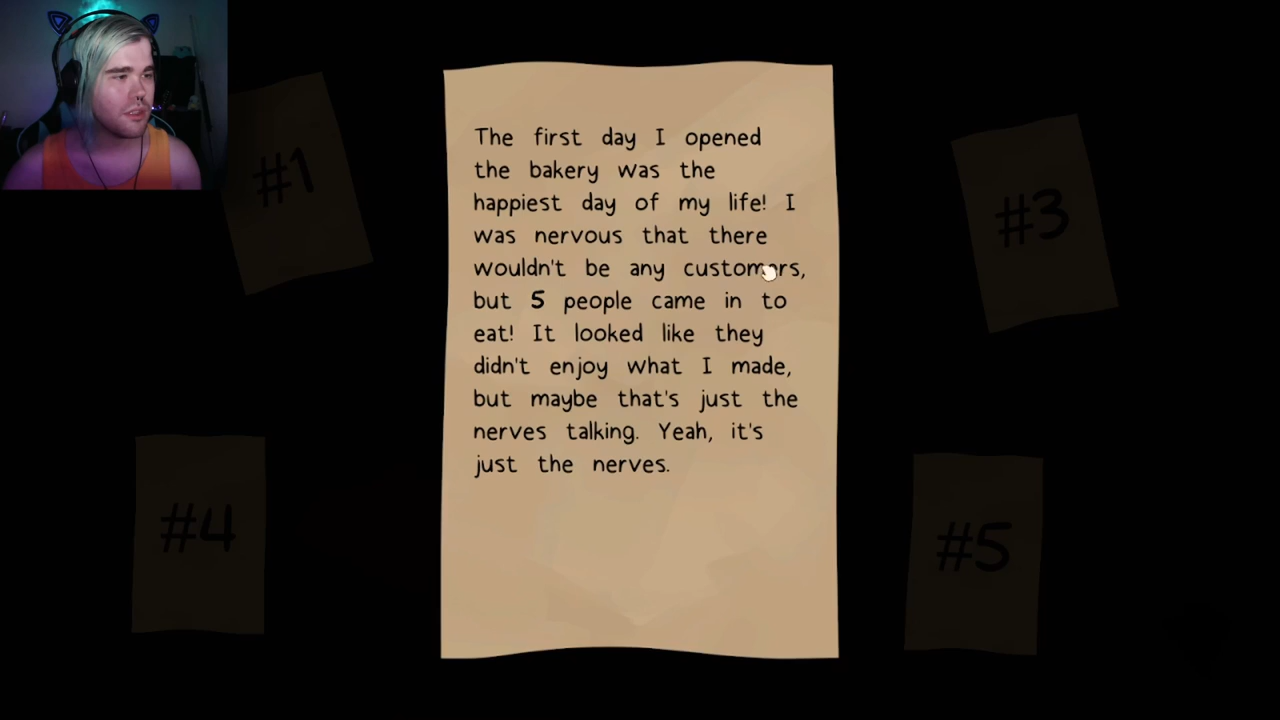 #1
The first day I opened
the bakery was the
happiest day of my life! I
was nervous that there
wouldn't be any customers,
but 5 people came in to
eat! It looked like they
didn't enjoy what I made,
but maybe that's just the
nerves talking. Yeah, it's
just the nerves.
#3
#4
#5